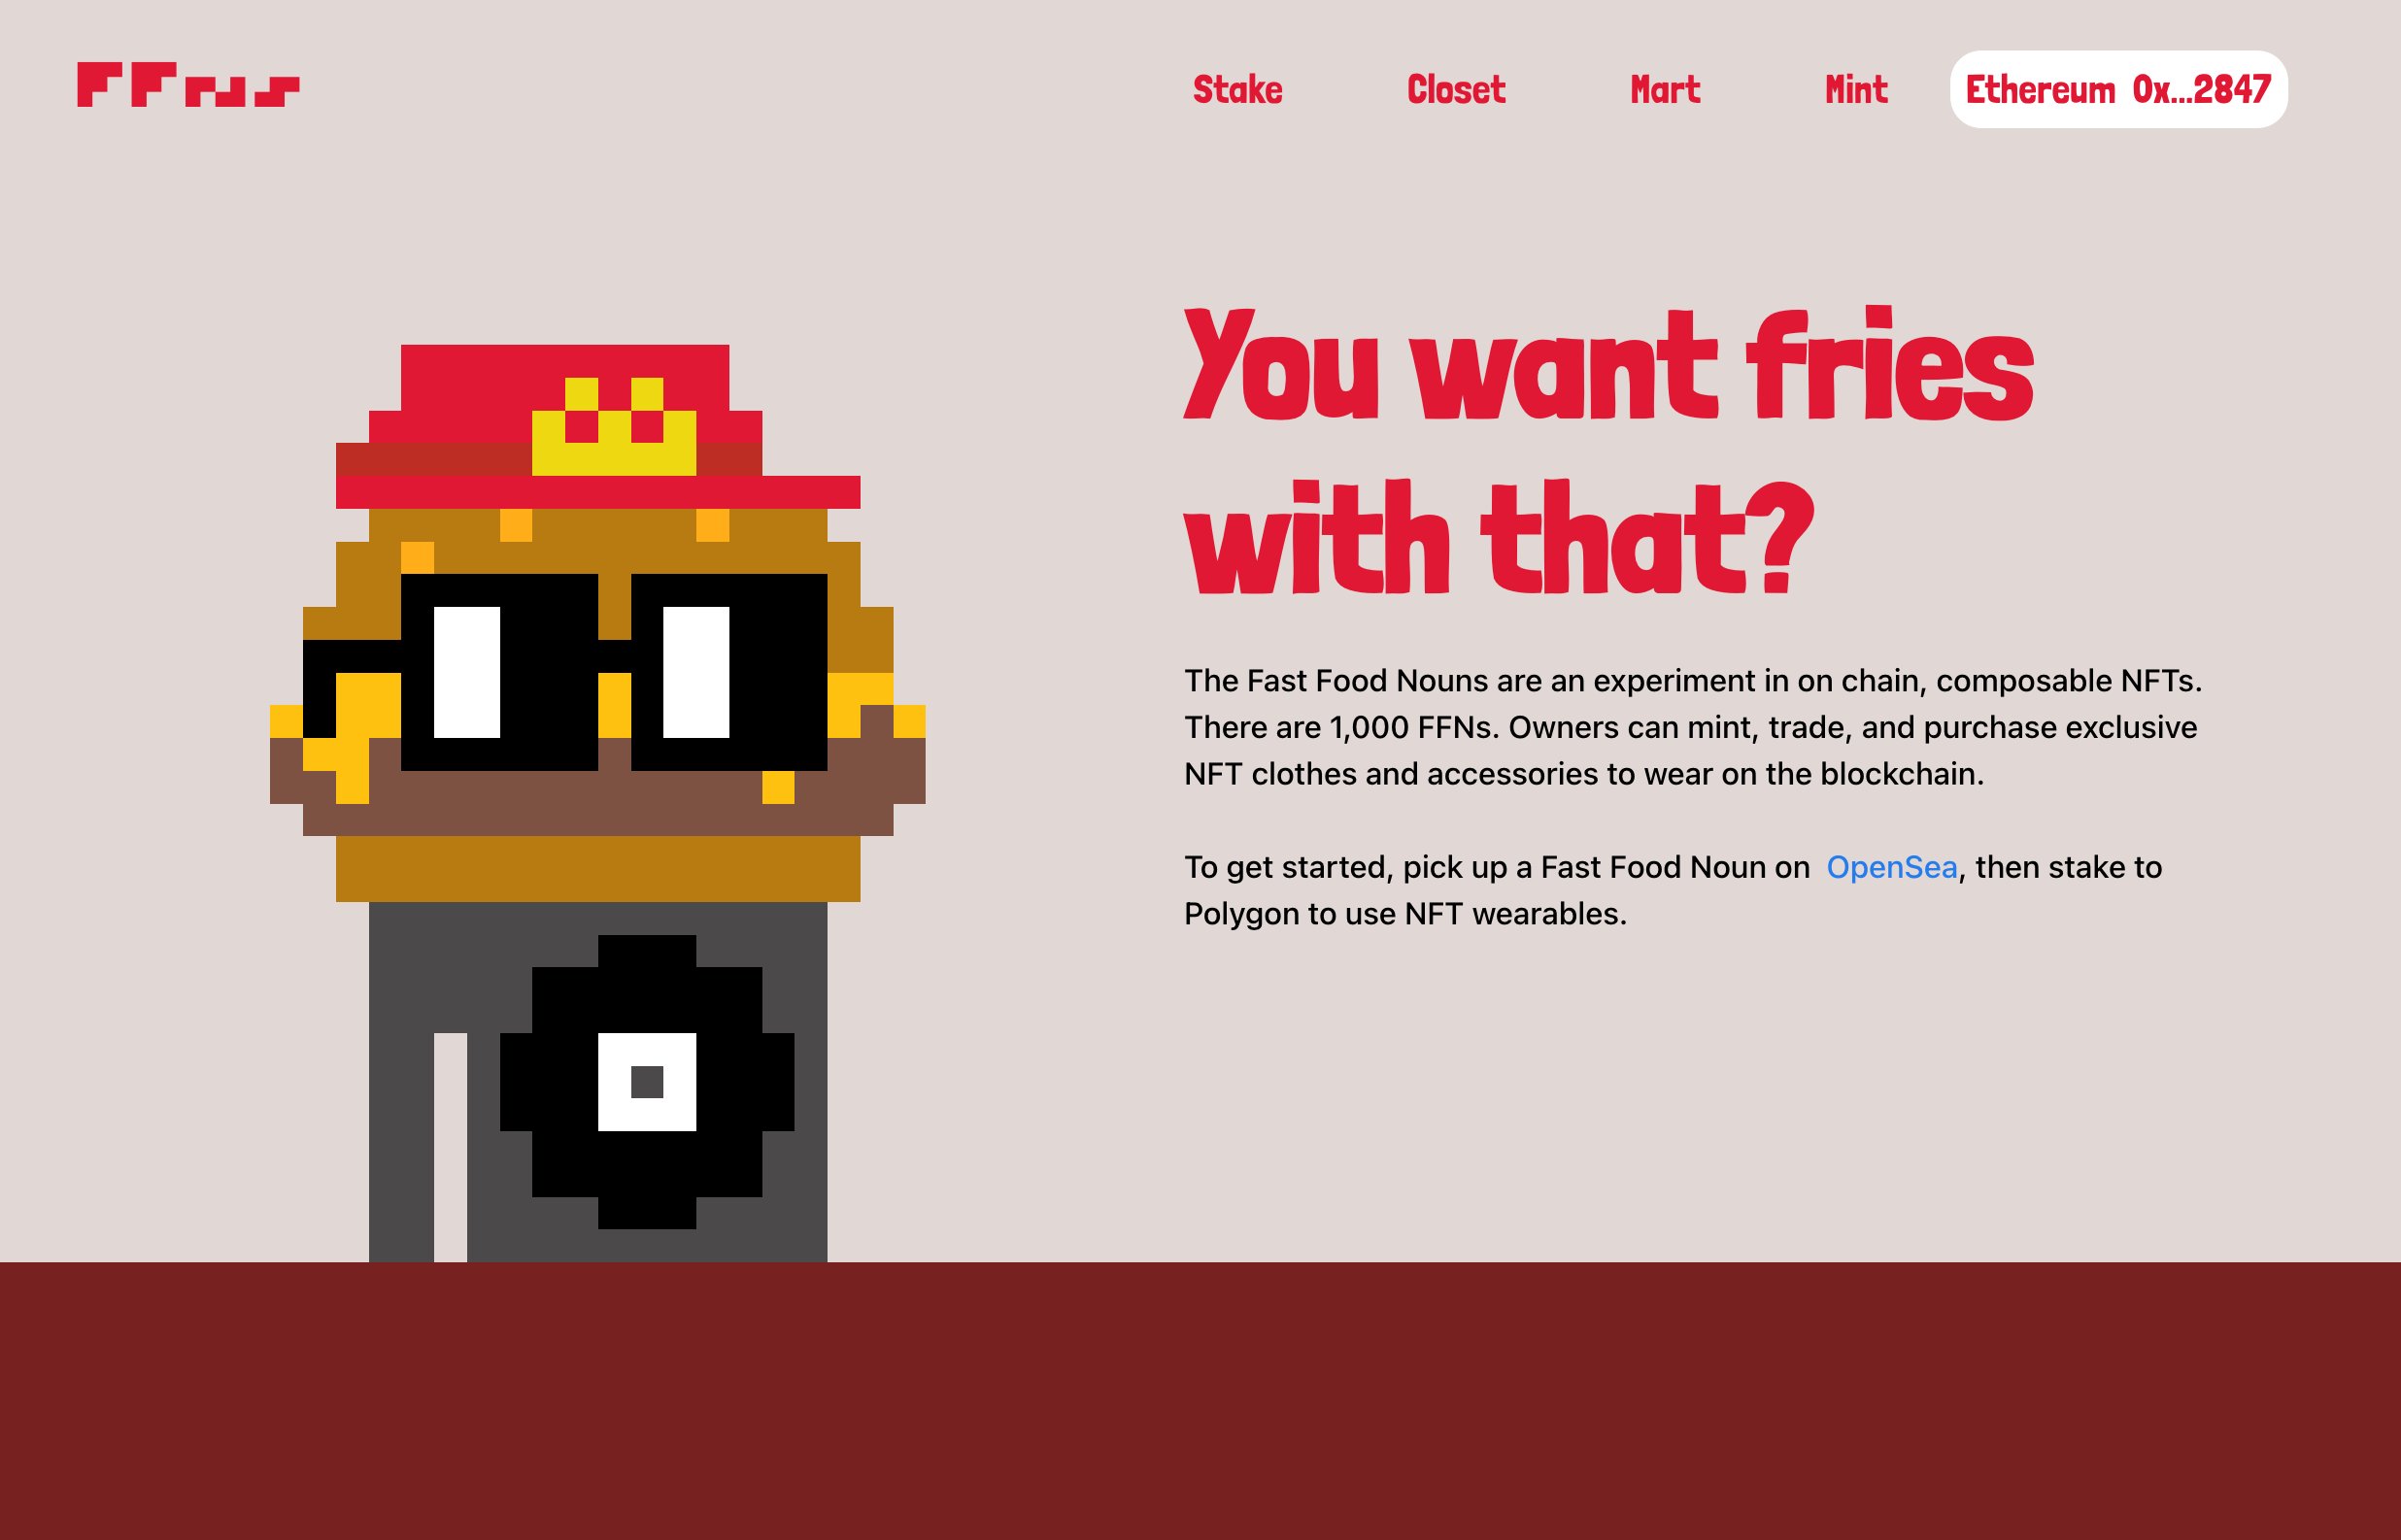 FFns
Stake Closet Mart Mint Ethereum 0x...2847
You want fries
with that?
The Fast Food Nouns are an experiment in on chain, composable NFTs.
There are 1,000 FFNs. Owners can mint, trade, and purchase exclusive
NFT clothes and accessories to wear on the blockchain.
To get started, pick up a Fast Food Noun on OpenSea, then stake to
Polygon to use NFT wearables.